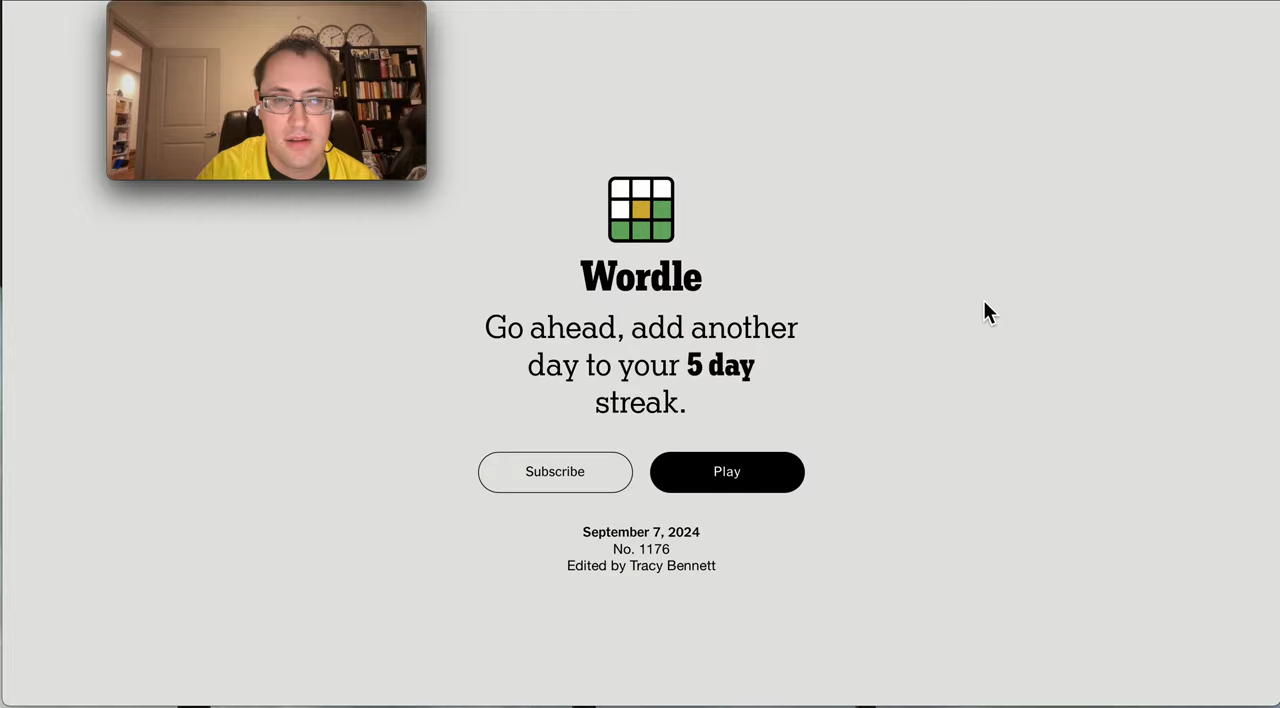 Wordle
Go ahead, add another
day to your 5 day
streak.
Subscribe
Play
September 7, 2024
No. 1176
Edited by Tracy Bennett